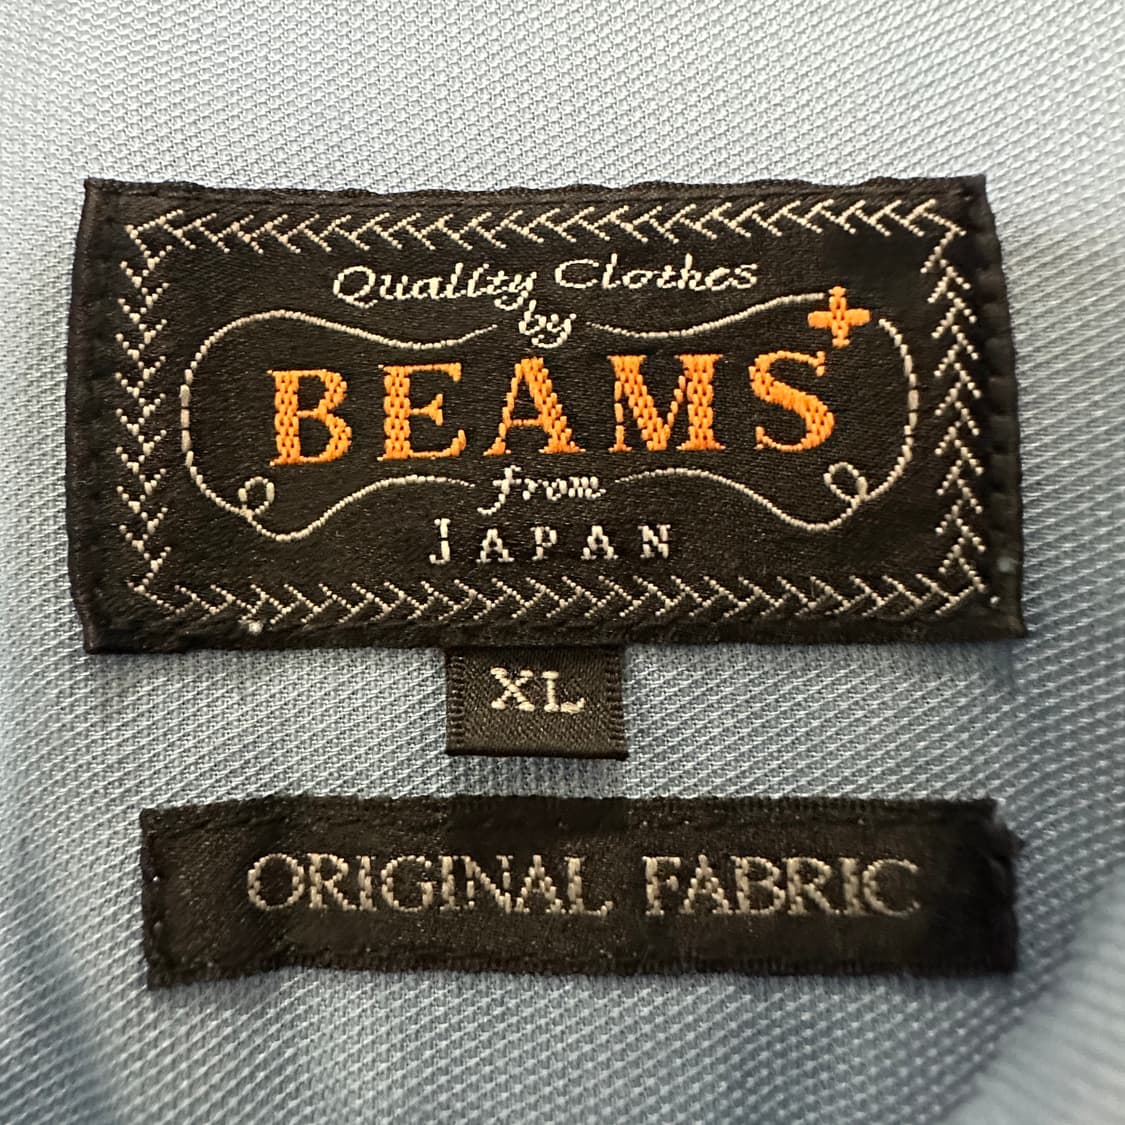 Quality Clothes
by
BEAMS+
from
JAPAN
XL
ORIGINAL FABRIC